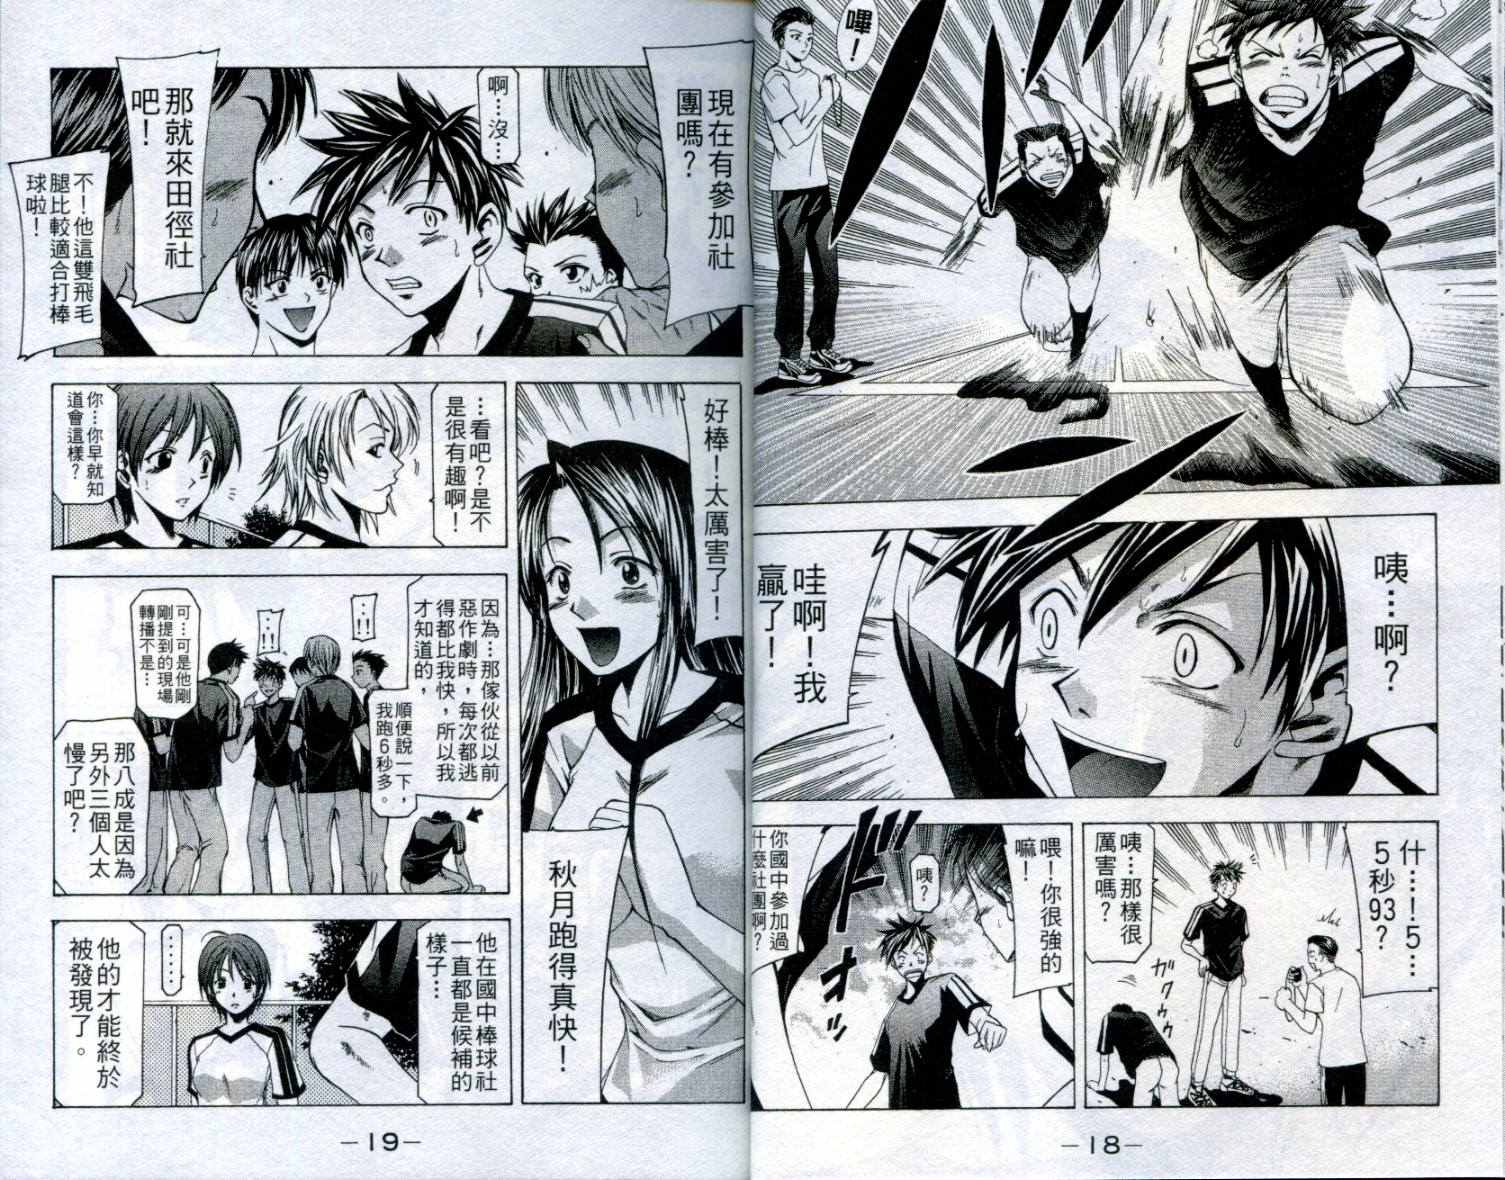 嗶！
咦…啊？
哇啊！我
贏了！
什…！5…
5秒93？
咦…那樣很
厲害嗎？
ガク
ガクゥゥ
喂！你很強的
嘛！
咦？
你國中參加過
什麼社團啊？
－18－
現在有參加社
團嗎？
啊…沒…
那就來田徑社
吧！
不！他這雙飛毛
腿比較適合打棒
球啦！
好棒！太厲害了！
秋月跑得真快！
…看吧？是不
是很有趣啊！
你…你早就知
道會這樣？
因為…那傢伙從以前
惡作劇時，每次都逃
得都比我快，所以我
才知道的，
順便說一下，
我跑6秒多。
…!!
…!!
可…可是他剛
剛提到的現場
轉播不是…
那八成是因為
另外三個人太
慢了吧？
他在國中棒球社
一直都是候補的
樣子…
……
他的才能終於
被發現了。
－19－